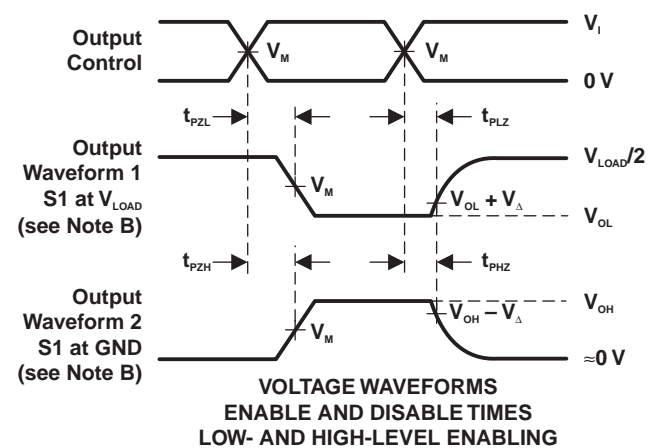 Output
Control
V_M
V_M
V_I
0 V
t_PZL
t_PLZ
Output
Waveform 1
S1 at V_LOAD
(see Note B)
V_M
V_OL + V_Δ
V_LOAD/2
V_OL
t_PZH
t_PHZ
Output
Waveform 2
S1 at GND
(see Note B)
V_M
V_OH – V_Δ
V_OH
≈0 V
VOLTAGE WAVEFORMS
ENABLE AND DISABLE TIMES
LOW- AND HIGH-LEVEL ENABLING